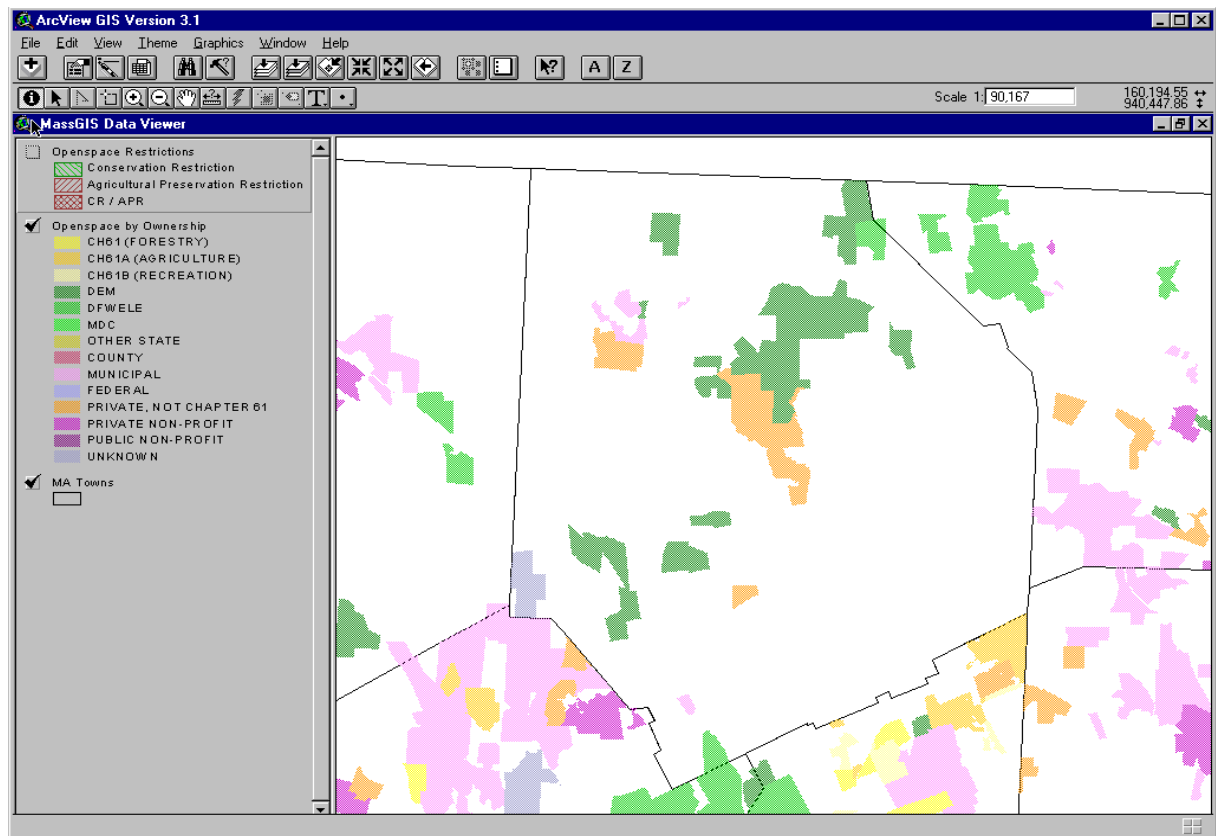 ArcView GIS Version 3.1
File Edit View Theme Graphics Window Help
A Z
T
Scale 1: 90,167
160,194.55
940,447.86
MassGIS Data Viewer
Openspace Restrictions
Conservation Restriction
Agricultural Preservation Restriction
CR / APR
Openspace by Ownership
CH61 (FORESTRY)
CH61A (AGRICULTURE)
CH61B (RECREATION)
DEM
DFWELE
MDC
OTHER STATE
COUNTY
MUNICIPAL
FEDERAL
PRIVATE, NOT CHAPTER 61
PRIVATE NON-PROFIT
PUBLIC NON-PROFIT
UNKNOWN
MA Towns